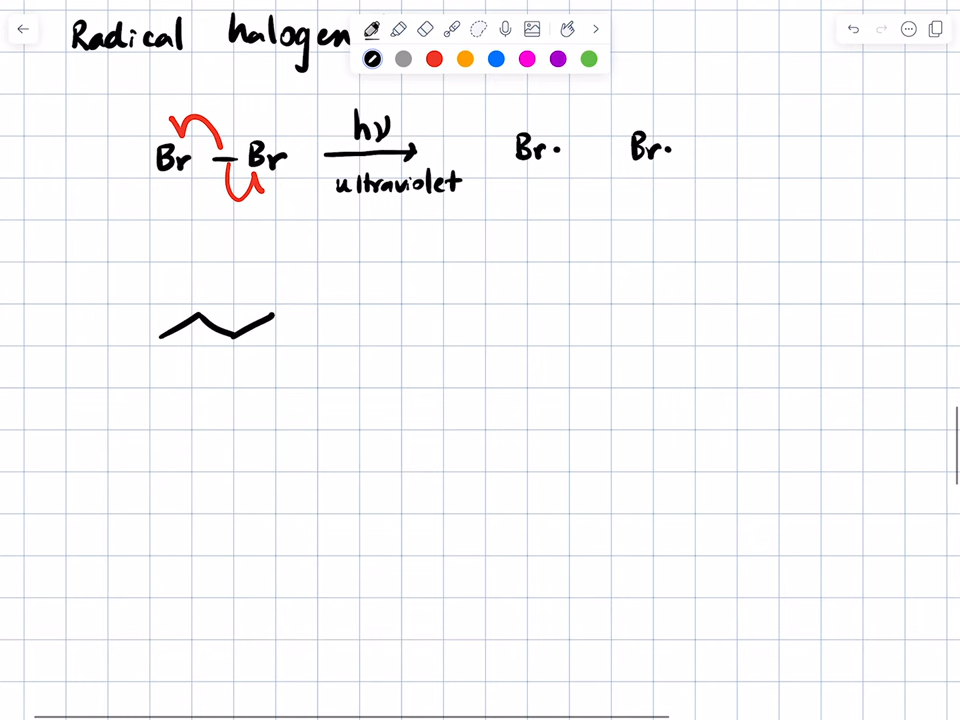 Radical halogen
Br – Br hν Br· Br·
ultraviolet